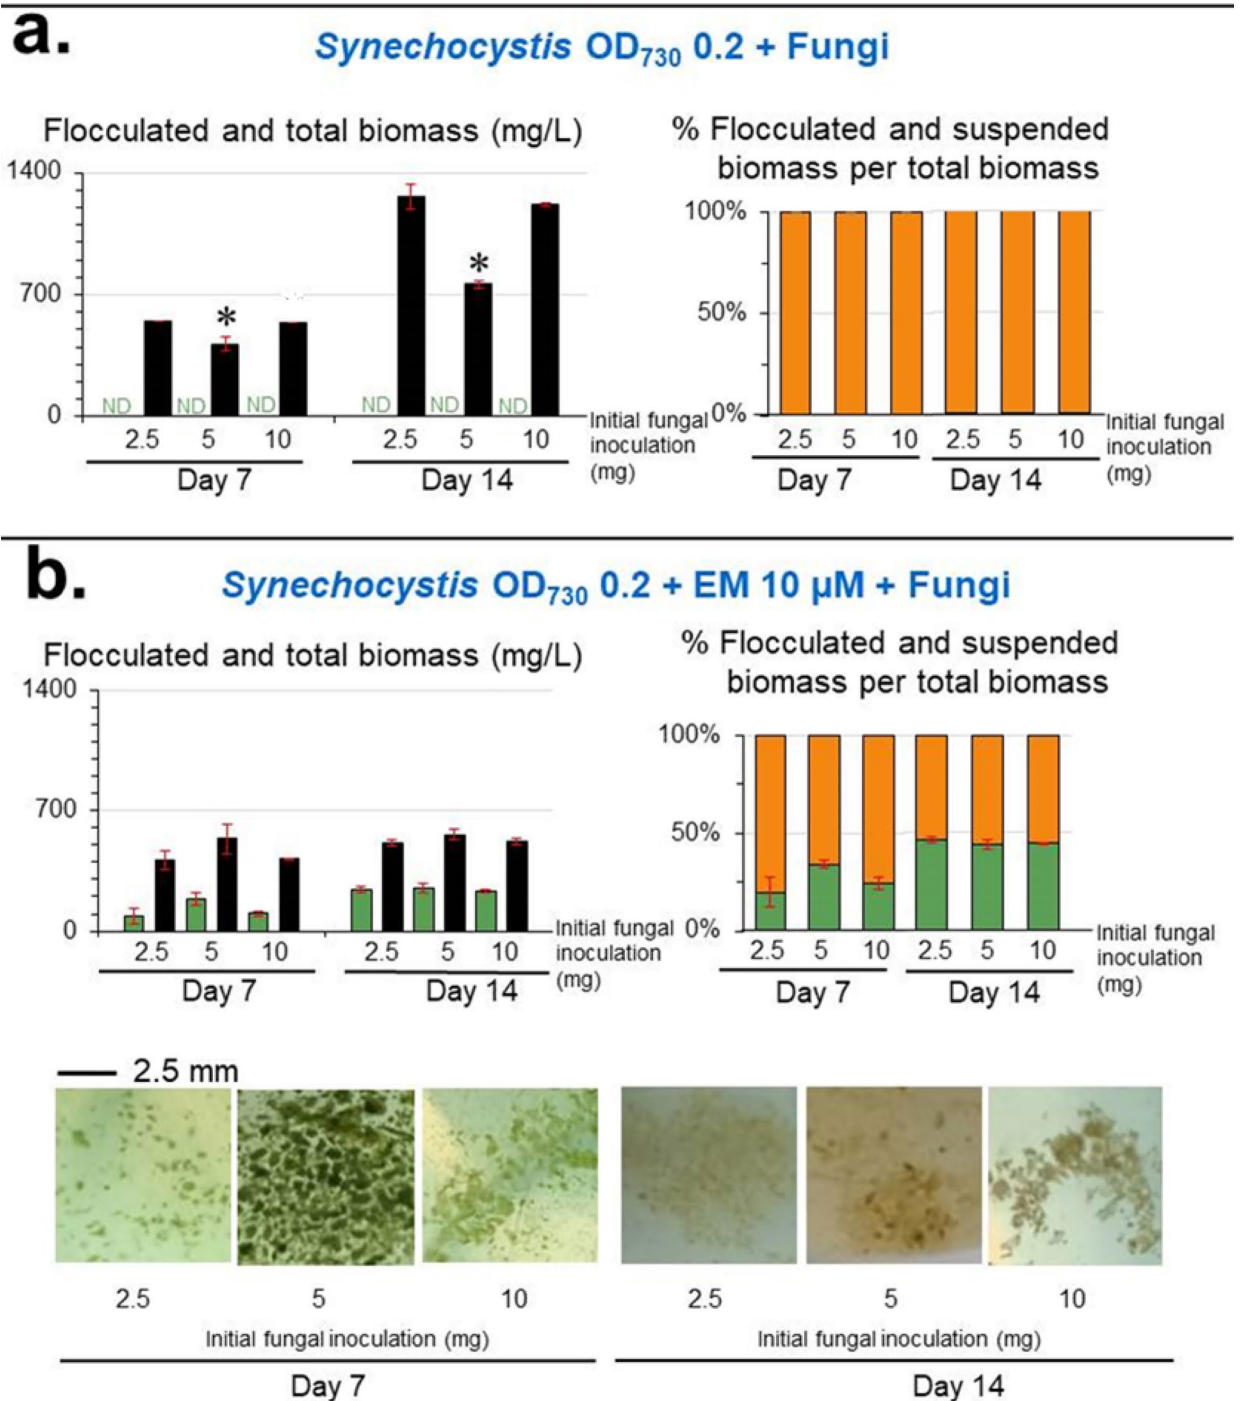 a.
Synechocystis OD730 0.2 + Fungi
Flocculated and total biomass (mg/L)
1400
700
0
*
*
ND ND ND ND ND ND
2.5 5 10 2.5 5 10
Day 7 Day 14
Initial fungal
inoculation
(mg)
% Flocculated and suspended
biomass per total biomass
100%
50%
0%
2.5 5 10 2.5 5 10
Day 7 Day 14
Initial fungal
inoculation
(mg)
b.
Synechocystis OD730 0.2 + EM 10 µM + Fungi
Flocculated and total biomass (mg/L)
1400
700
0
2.5 5 10 2.5 5 10
Day 7 Day 14
Initial fungal
inoculation
(mg)
% Flocculated and suspended
biomass per total biomass
100%
50%
0%
2.5 5 10 2.5 5 10
Day 7 Day 14
Initial fungal
inoculation
(mg)
2.5 mm
2.5 5 10 2.5 5 10
Initial fungal inoculation (mg) Initial fungal inoculation (mg)
Day 7 Day 14